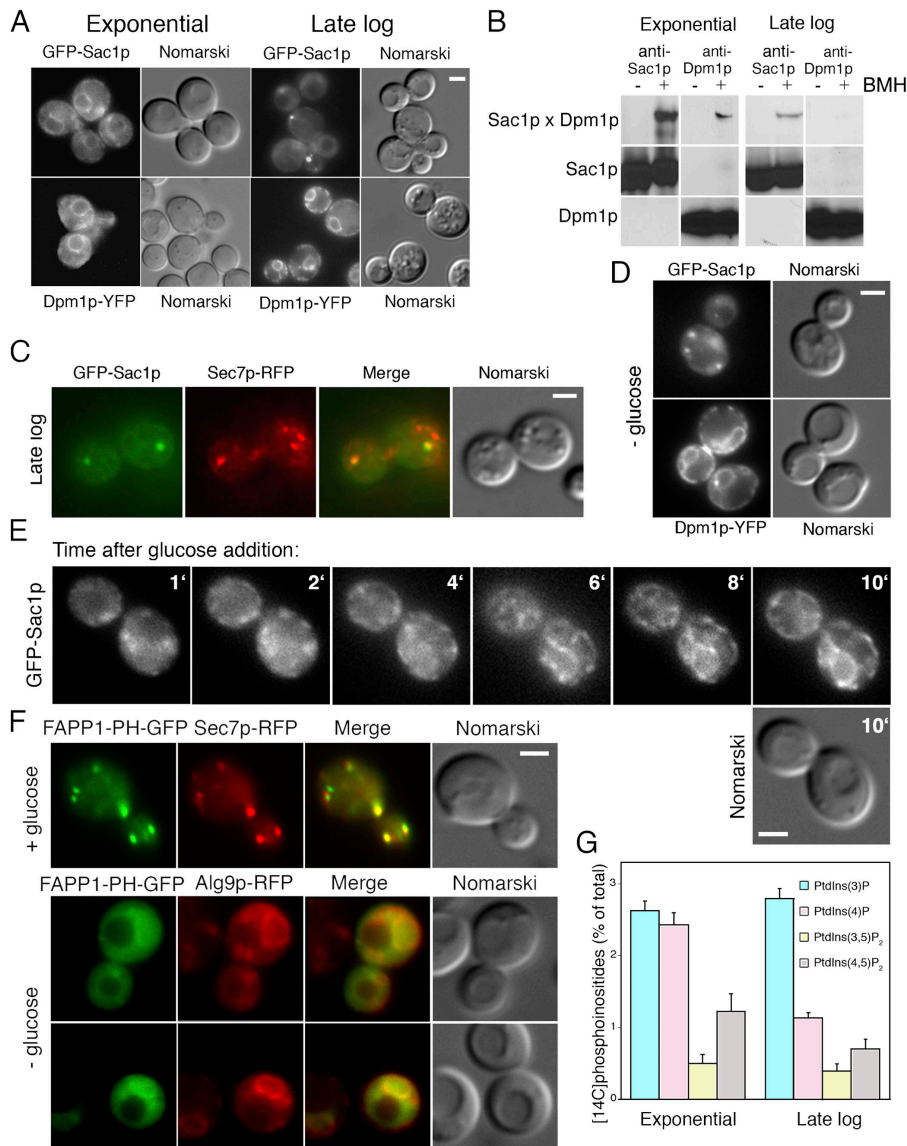 A
Exponential Late log
GFP-Sac1p Nomarski GFP-Sac1p Nomarski
Dpm1p-YFP Nomarski Dpm1p-YFP Nomarski
B
Exponential Late log
anti- anti- anti- anti-
Sac1p Dpm1p Sac1p Dpm1p
- + - + - + - + BMH
Sac1p x Dpm1p
Sac1p
Dpm1p
C
GFP-Sac1p Sec7p-RFP Merge Nomarski
Late log
D
GFP-Sac1p Nomarski
- glucose
Dpm1p-YFP Nomarski
E
Time after glucose addition:
GFP-Sac1p
1‘ 2‘ 4‘ 6‘ 8‘ 10‘
Nomarski
10‘
F
FAPP1-PH-GFP Sec7p-RFP Merge Nomarski
+ glucose
FAPP1-PH-GFP Alg9p-RFP Merge Nomarski
- glucose
G
[14C]phosphoinositides (% of total)
3
2
1
0
PtdIns(3)P
PtdIns(4)P
PtdIns(3,5)P₂
PtdIns(4,5)P₂
Exponential Late log